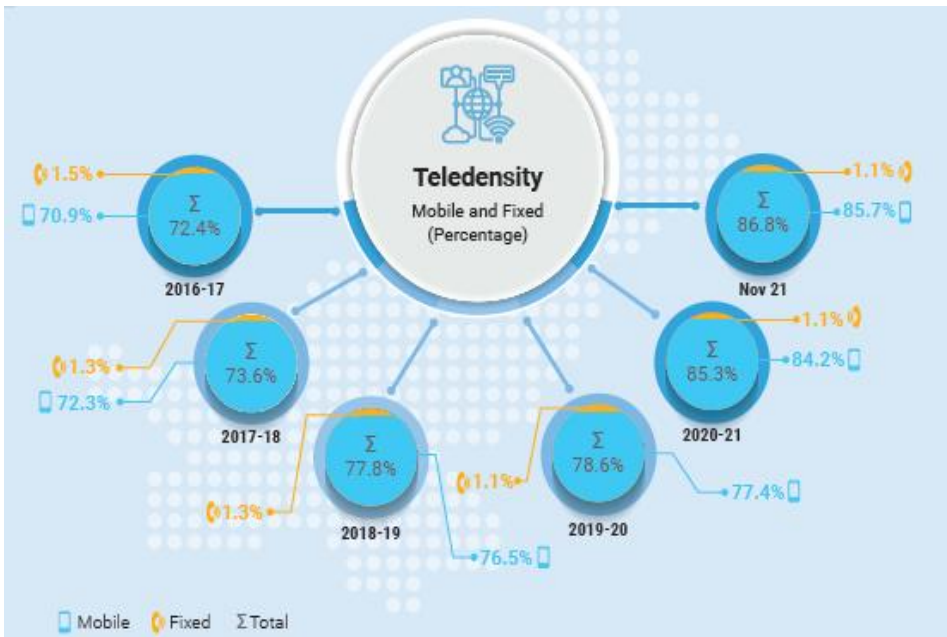 Teledensity
Mobile and Fixed
(Percentage)
1.5%
70.9%
Σ
72.4%
2016-17
1.3%
72.3%
Σ
73.6%
2017-18
1.3%
Σ
77.8%
76.5%
2018-19
1.1%
Σ
78.6%
77.4%
2019-20
1.1%
Σ
85.3%
84.2%
2020-21
1.1%
Σ
86.8%
85.7%
Nov 21
Mobile Fixed ΣTotal